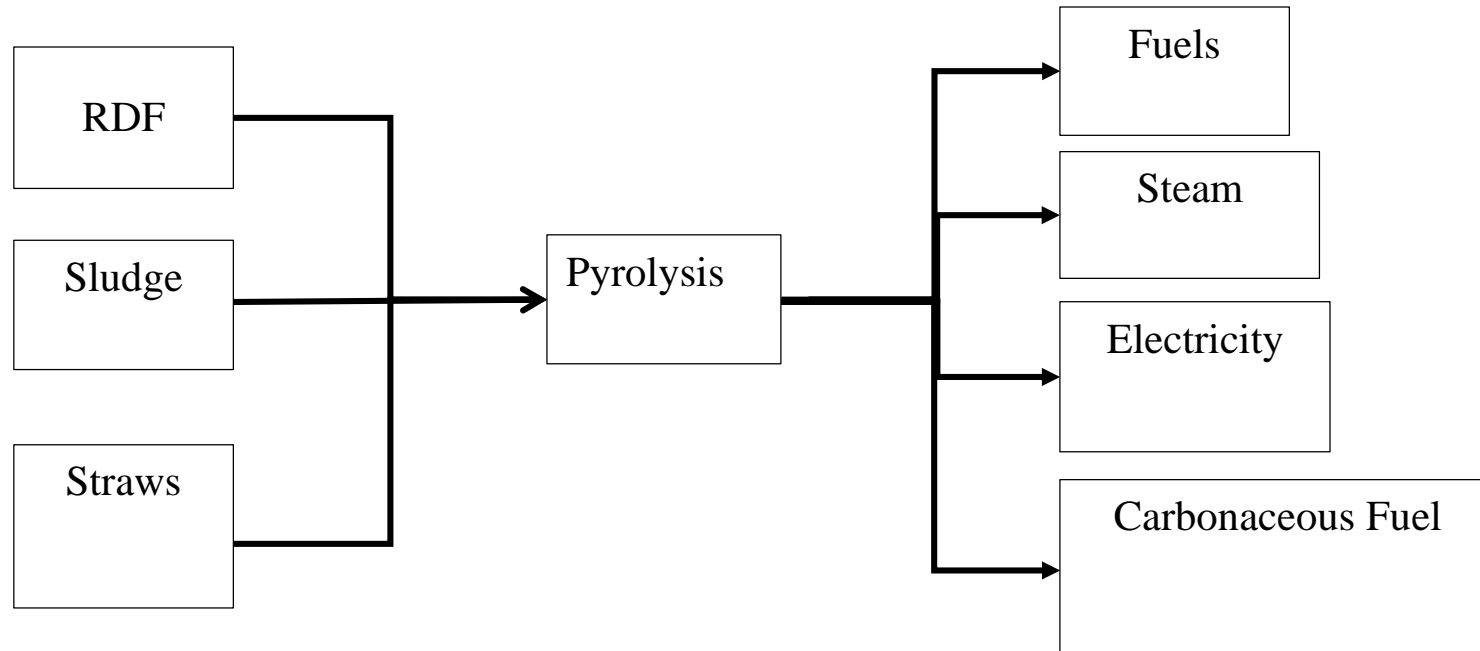 RDF
Sludge
Straws
Pyrolysis
Fuels
Steam
Electricity
Carbonaceous Fuel